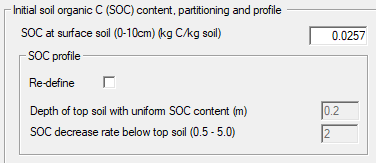 Initial soil organic C (SOC) content, partitioning and profile
SOC at surface soil (0-10cm) (kg C/kg soil) 0.0257
SOC profile
Re-define
Depth of top soil with uniform SOC content (m) 0.2
SOC decrease rate below top soil (0.5 - 5.0) 2